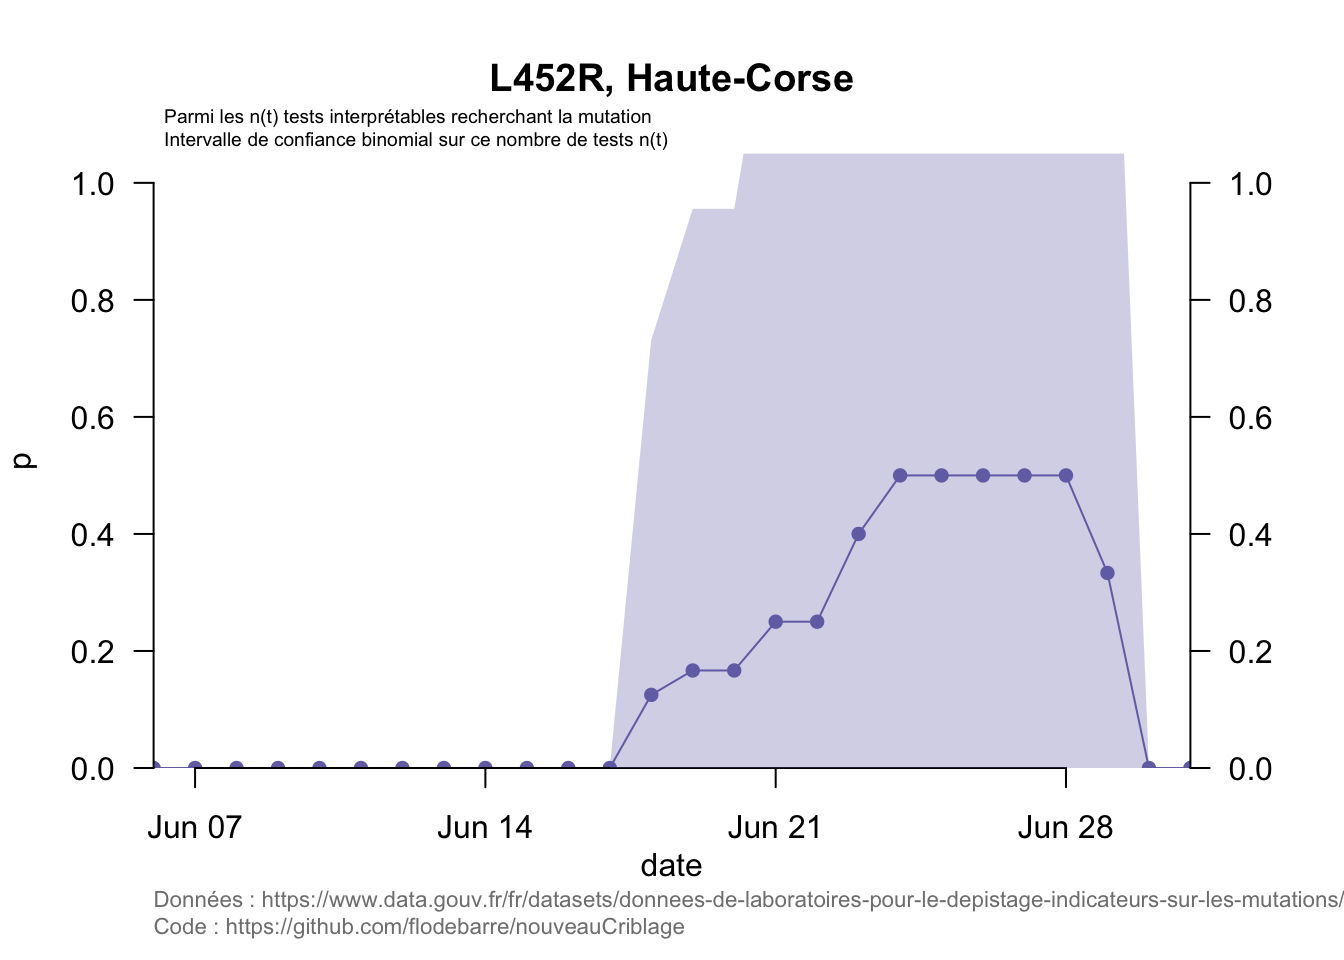 L452R, Haute-Corse
Parmi les n(t) tests interprétables recherchant la mutation
Intervalle de confiance binomial sur ce nombre de tests n(t)
1.0
0.8
0.6
0.4
0.2
0.0
p
1.0
0.8
0.6
0.4
0.2
0.0
Jun 07 Jun 14 Jun 21 Jun 28
date
Données : https://www.data.gouv.fr/fr/datasets/donnees-de-laboratoires-pour-le-depistage-indicateurs-sur-les-mutations/
Code : https://github.com/flodebarre/nouveauCriblage